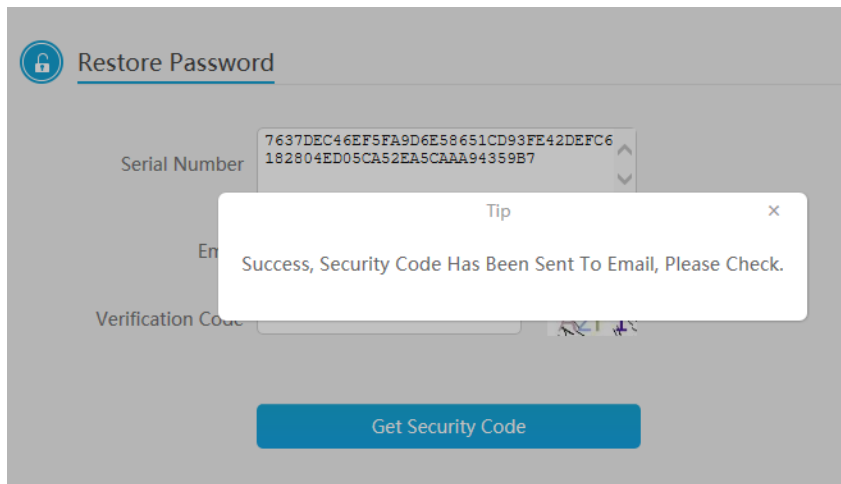 Restore Password
Serial Number
7637DEC46EF5FA9D6E58651CD93FE42DEFC6
182804ED05CA52EA5CAAA94359B7
Tip
×
Success, Security Code Has Been Sent To Email, Please Check.
Verification Code
Get Security Code